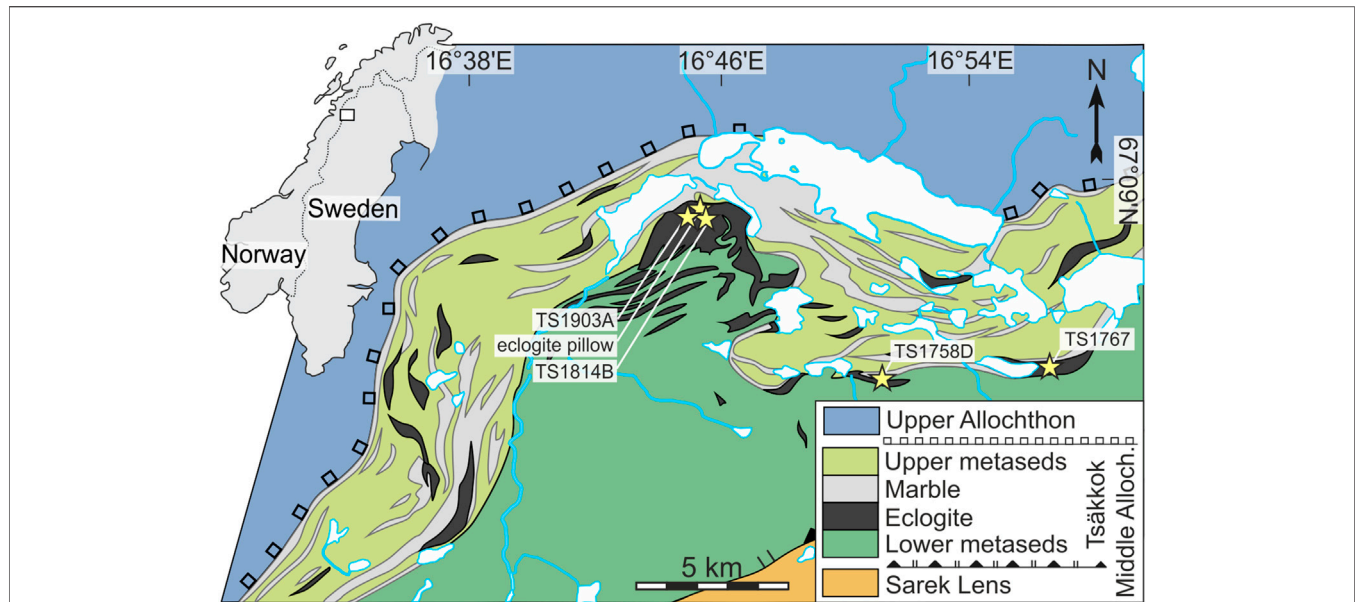 16°38'E
16°46'E
16°54'E
N
67°09'N
Sweden
Norway
TS1903A
eclogite pillow
TS1814B
TS1758D
TS1767
Upper Allochthon
Upper metaseds
Marble
Eclogite
Lower metaseds
Sarek Lens
Tsäkkok
Middle Alloch.
5 km